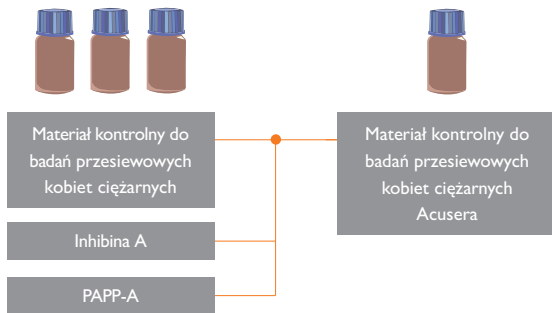 Materiał kontrolny do
badań przesiewowych
kobiet ciężarnych
Inhibina A
PAPP-A
Materiał kontrolny do
badań przesiewowych
kobiet ciężarnych
Acusera